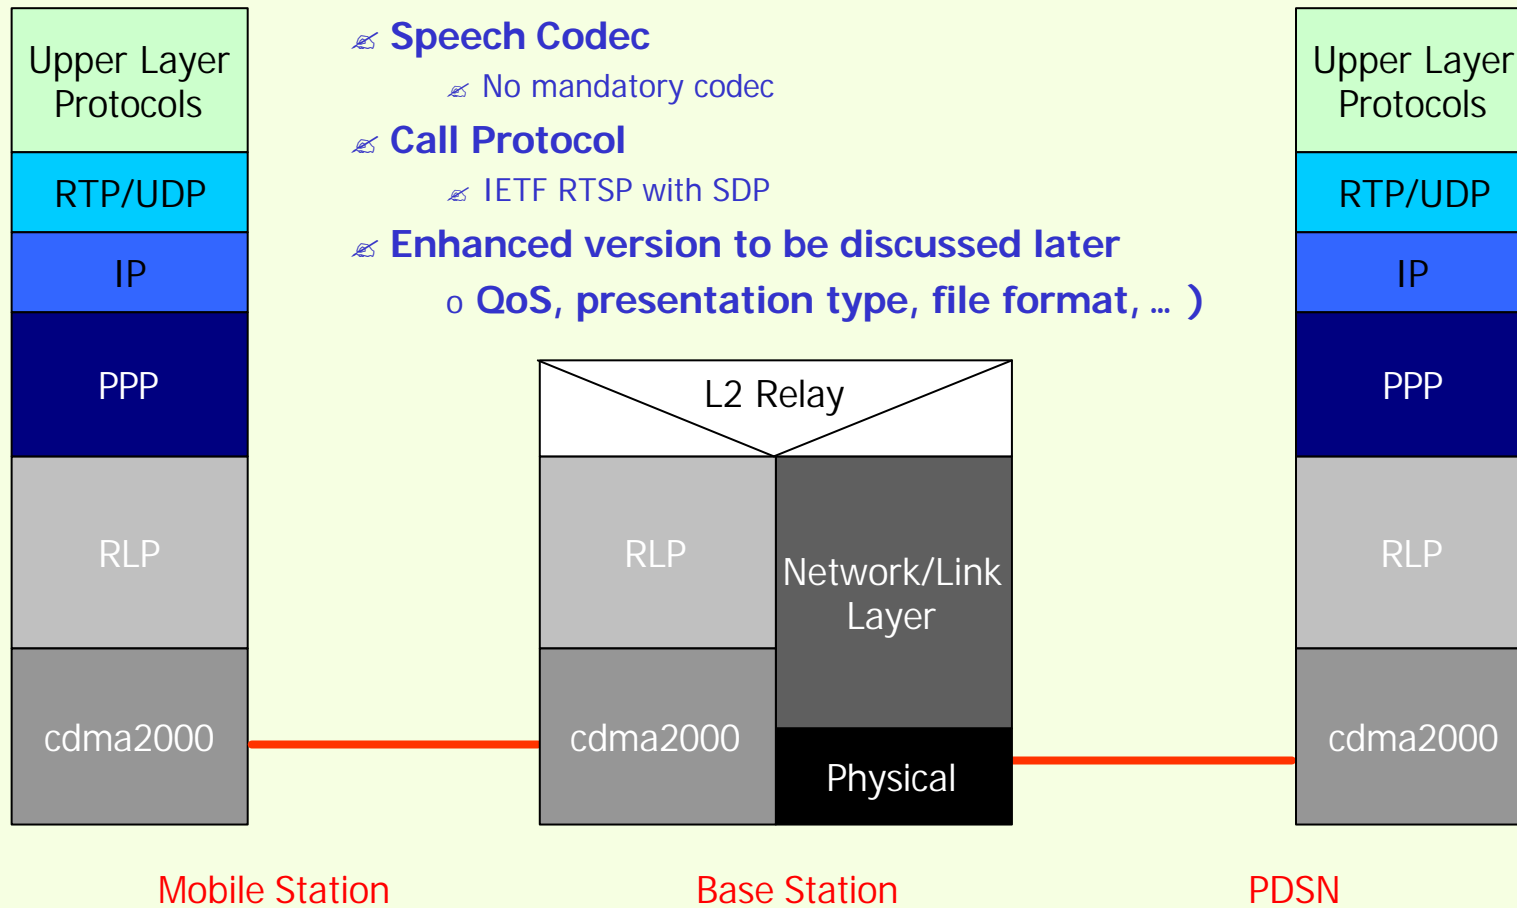 Upper Layer
Protocols
RTP/UDP
IP
PPP
RLP
cdma2000
Speech Codec
No mandatory codec
Call Protocol
IETF RTSP with SDP
Enhanced version to be discussed later
o QoS, presentation type, file format, … )
L2 Relay
RLP
Network/Link
Layer
cdma2000
Physical
Upper Layer
Protocols
RTP/UDP
IP
PPP
RLP
cdma2000
Mobile Station
Base Station
PDSN